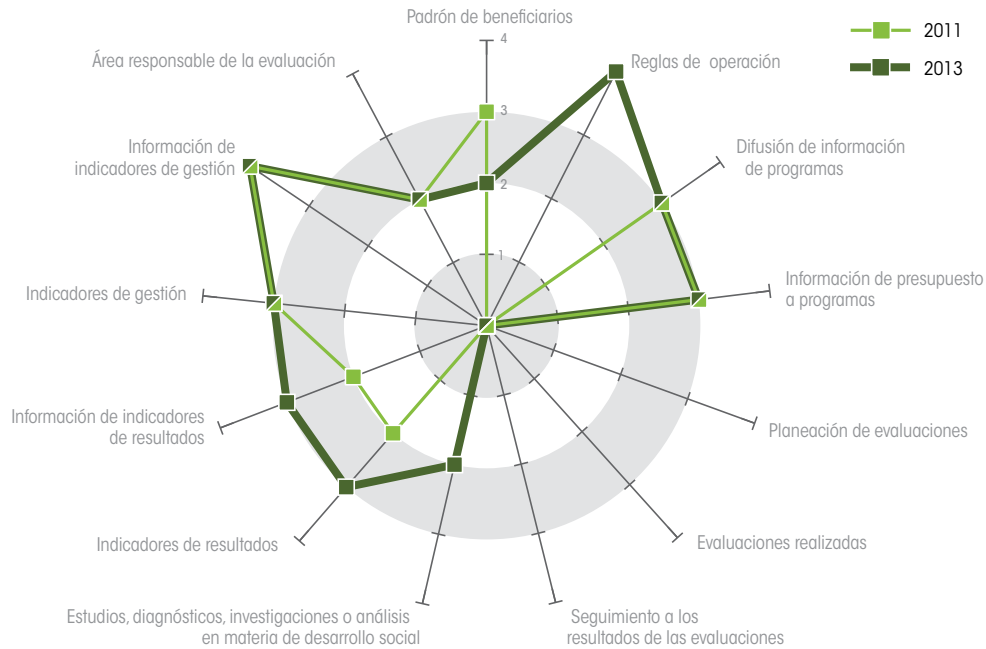 Padrón de beneficiarios
4
3
2
1
2011
2013
Reglas de operación
Difusión de información
de programas
Información de presupuesto
a programas
Planeación de evaluaciones
Evaluaciones realizadas
Seguimiento a los
resultados de las evaluaciones
Estudios, diagnósticos, investigaciones o análisis
en materia de desarrollo social
Indicadores de resultados
Información de indicadores
de resultados
Indicadores de gestión
Información de
indicadores de gestión
Área responsable de la evaluación